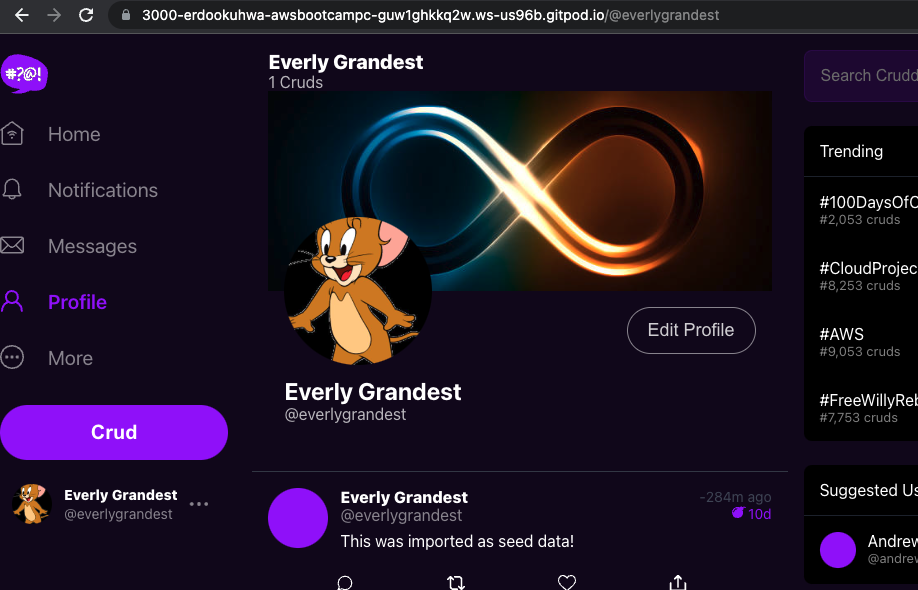 3000-erdookuhwa-awsbootcampc-guw1ghkkq2w.ws-us96b.gitpod.io/@everlygrandest
#?@!
Home
Notifications
Messages
Profile
More
Crud
Everly Grandest
@everlygrandest
Everly Grandest
1 Cruds
Edit Profile
Everly Grandest
@everlygrandest
Everly Grandest
@everlygrandest
-284m ago
10d
This was imported as seed data!
Search Crudd
Trending
#100DaysOfC
#2,053 cruds
#CloudProjec
#8,253 cruds
#AWS
#9,053 cruds
#FreeWillyReb
#7,753 cruds
Suggested Us
Andrew
@andrew